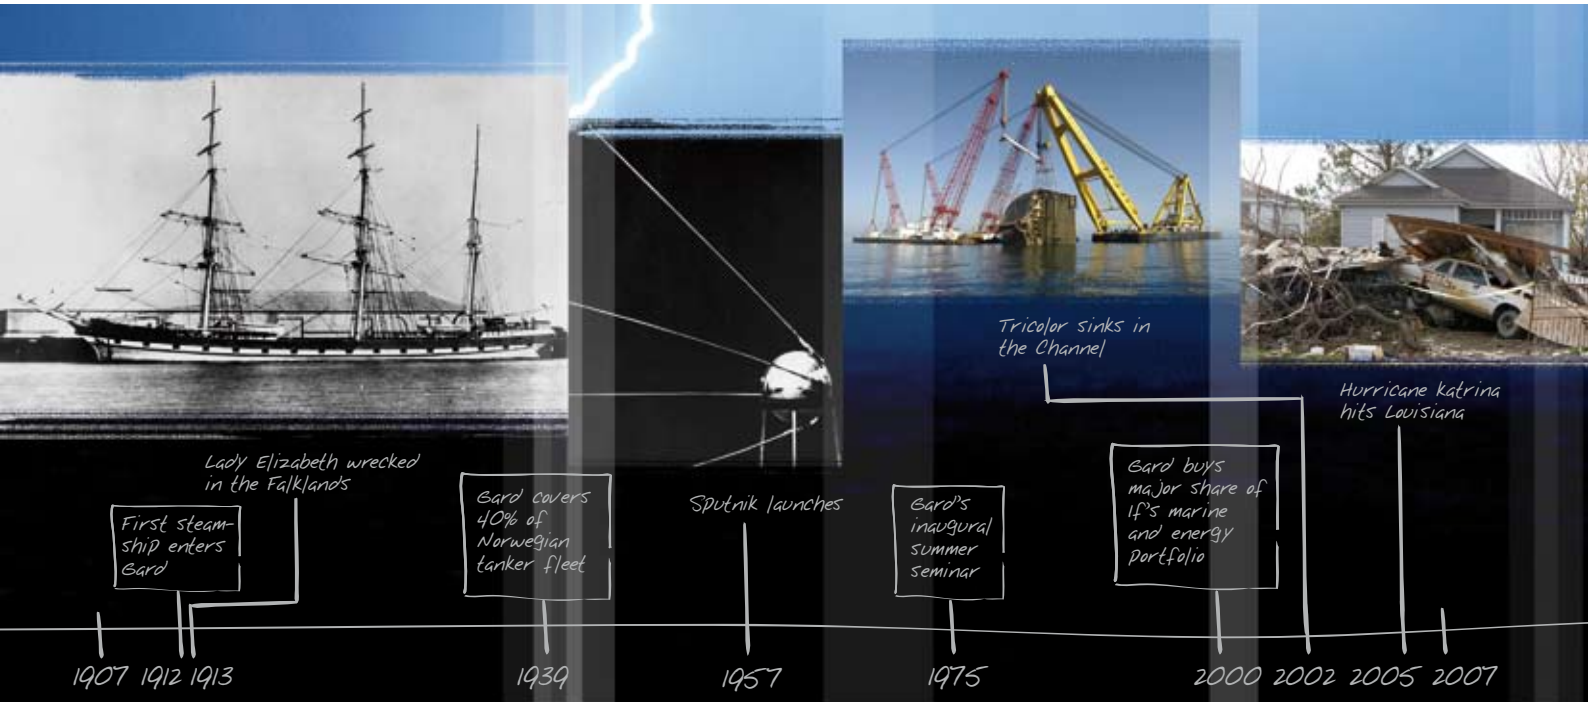 Tricolor sinks in
the Channel
Hurricane katrina
hits Louisiana
Lady Elizabeth wrecked
in the Falklands
First steam-
ship enters
Gard
Gard covers
40% of
Norwegian
tanker fleet
Sputnik launches
Gard's
inaugural
summer
seminar
Gard buys
major share of
If's marine
and energy
portfolio
1907 1912 1913 1939 1957 1975 2000 2002 2005 2007